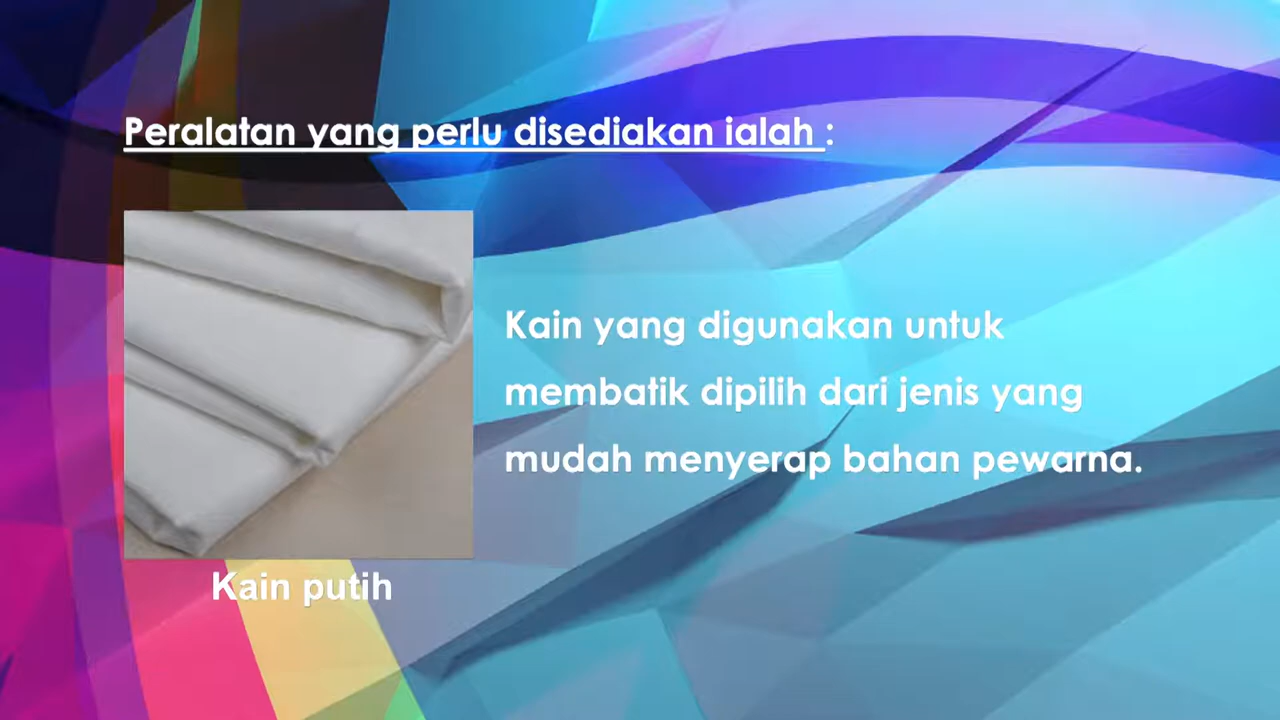 Peralatan yang perlu disediakan ialah :
Kain yang digunakan untuk
membatik dipilih dari jenis yang
mudah menyerap bahan pewarna.
Kain putih